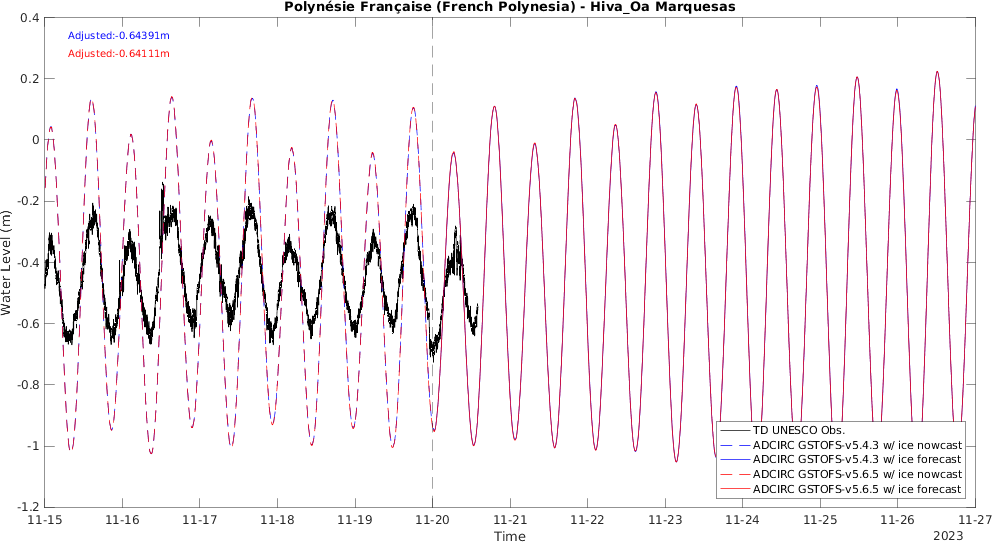 Polynésie Française (French Polynesia) - Hiva_Oa Marquesas
Adjusted:-0.64391m
Adjusted:-0.64111m
0.4
0.2
0
-0.2
-0.4
-0.6
-0.8
-1
-1.2
Water Level (m)
TD UNESCO Obs.
ADCIRC GSTOFS-v5.4.3 w/ ice nowcast
ADCIRC GSTOFS-v5.4.3 w/ ice forecast
ADCIRC GSTOFS-v5.6.5 w/ ice nowcast
ADCIRC GSTOFS-v5.6.5 w/ ice forecast
11-15 11-16 11-17 11-18 11-19 11-20 11-21 11-22 11-23 11-24 11-25 11-26 11-27
Time
2023